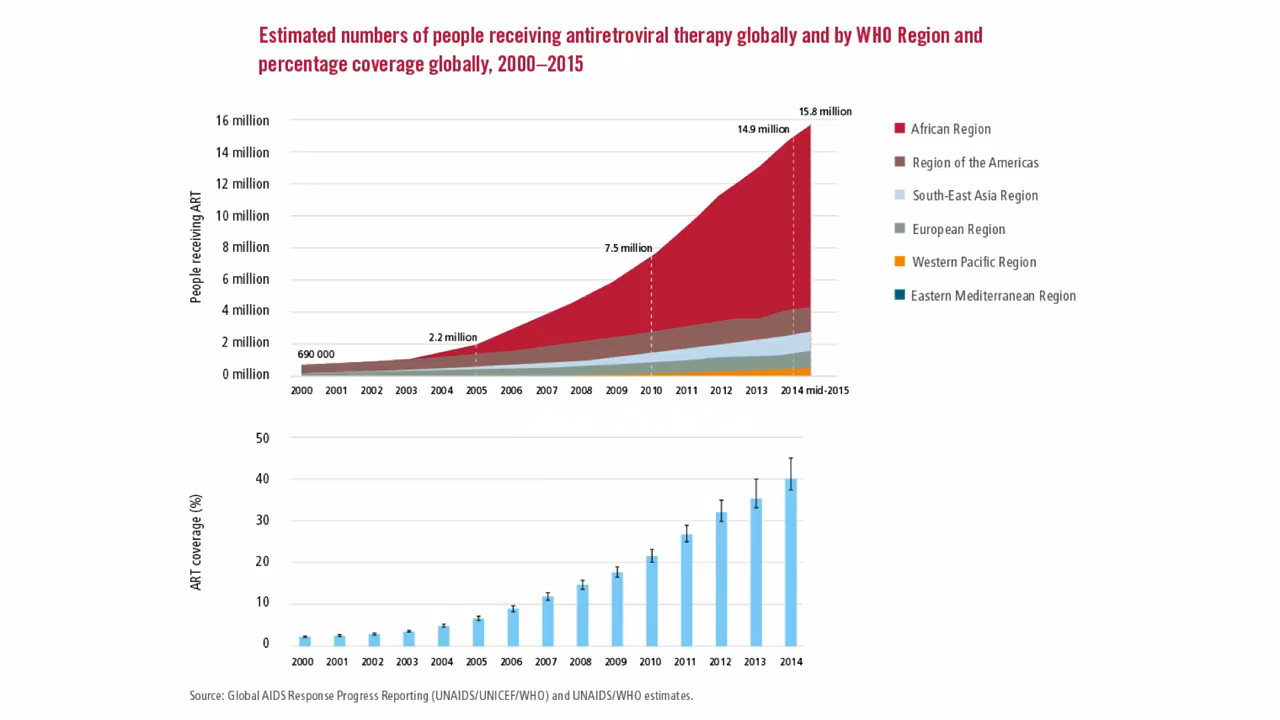 Estimated numbers of people receiving antiretroviral therapy globally and by WHO Region and
percentage coverage globally, 2000–2015
15.8 million
16 million
14.9 million
African Region
14 million
Region of the Americas
12 million
South-East Asia Region
10 million
European Region
8 million
7.5 million
Western Pacific Region
6 million
Eastern Mediterranean Region
4 million
2.2 million
2 million
690 000
0 million
People receiving ART
2000 2001 2002 2003 2004 2005 2006 2007 2008 2009 2010 2011 2012 2013 2014 mid-2015
50
40
30
20
10
0
ART coverage (%)
2000 2001 2002 2003 2004 2005 2006 2007 2008 2009 2010 2011 2012 2013 2014
Source: Global AIDS Response Progress Reporting (UNAIDS/UNICEF/WHO) and UNAIDS/WHO estimates.